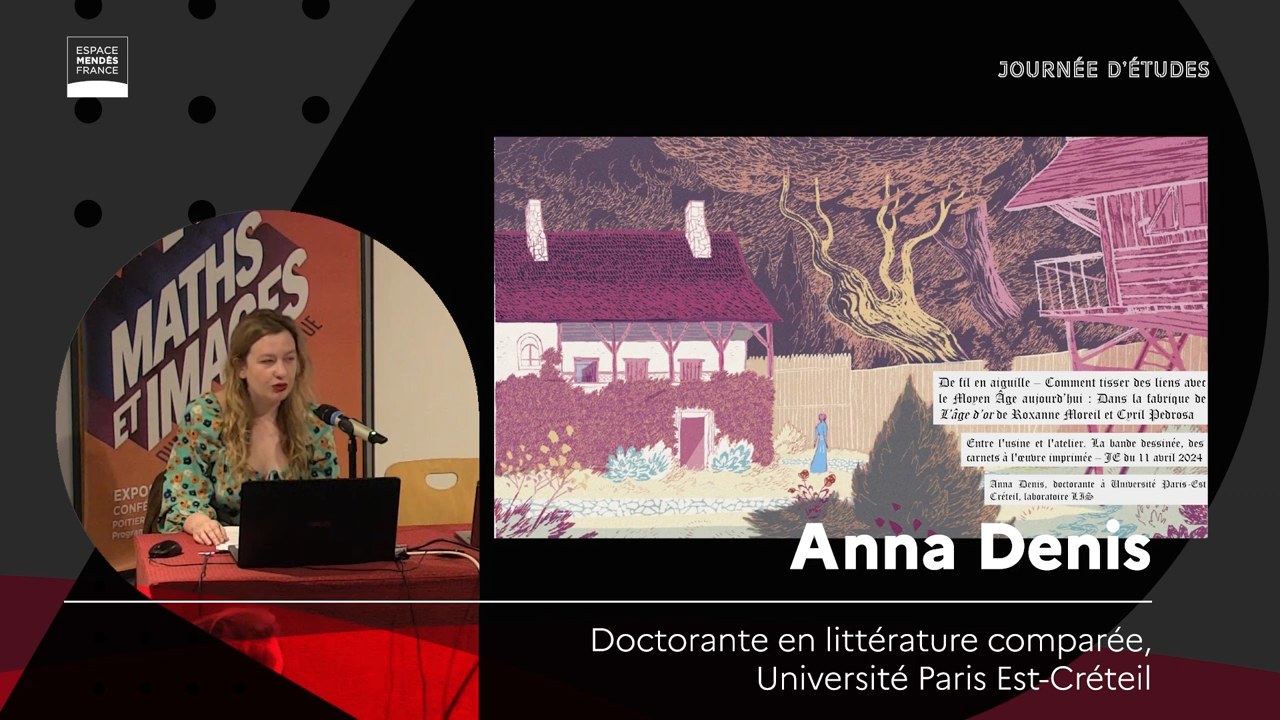 ESPACE
MENDÈS
FRANCE
JOURNÉE D'ÉTUDES
MATHS
ET IMAGES
De fil en aiguille – Comment tisser des liens avec
le Moyen Âge aujourd'hui : Dans la fabrique de
L'âge d'or de Roxanne Moreil et Cyril Pedrosa
Entre l'usine et l'atelier. La bande dessinée, des
carnets à l'œuvre imprimée – JE du 11 avril 2024
Anna Denis, doctorante à Université Paris-Est
Créteil, laboratoire LIS
Anna Denis
Doctorante en littérature comparée,
Université Paris Est-Créteil